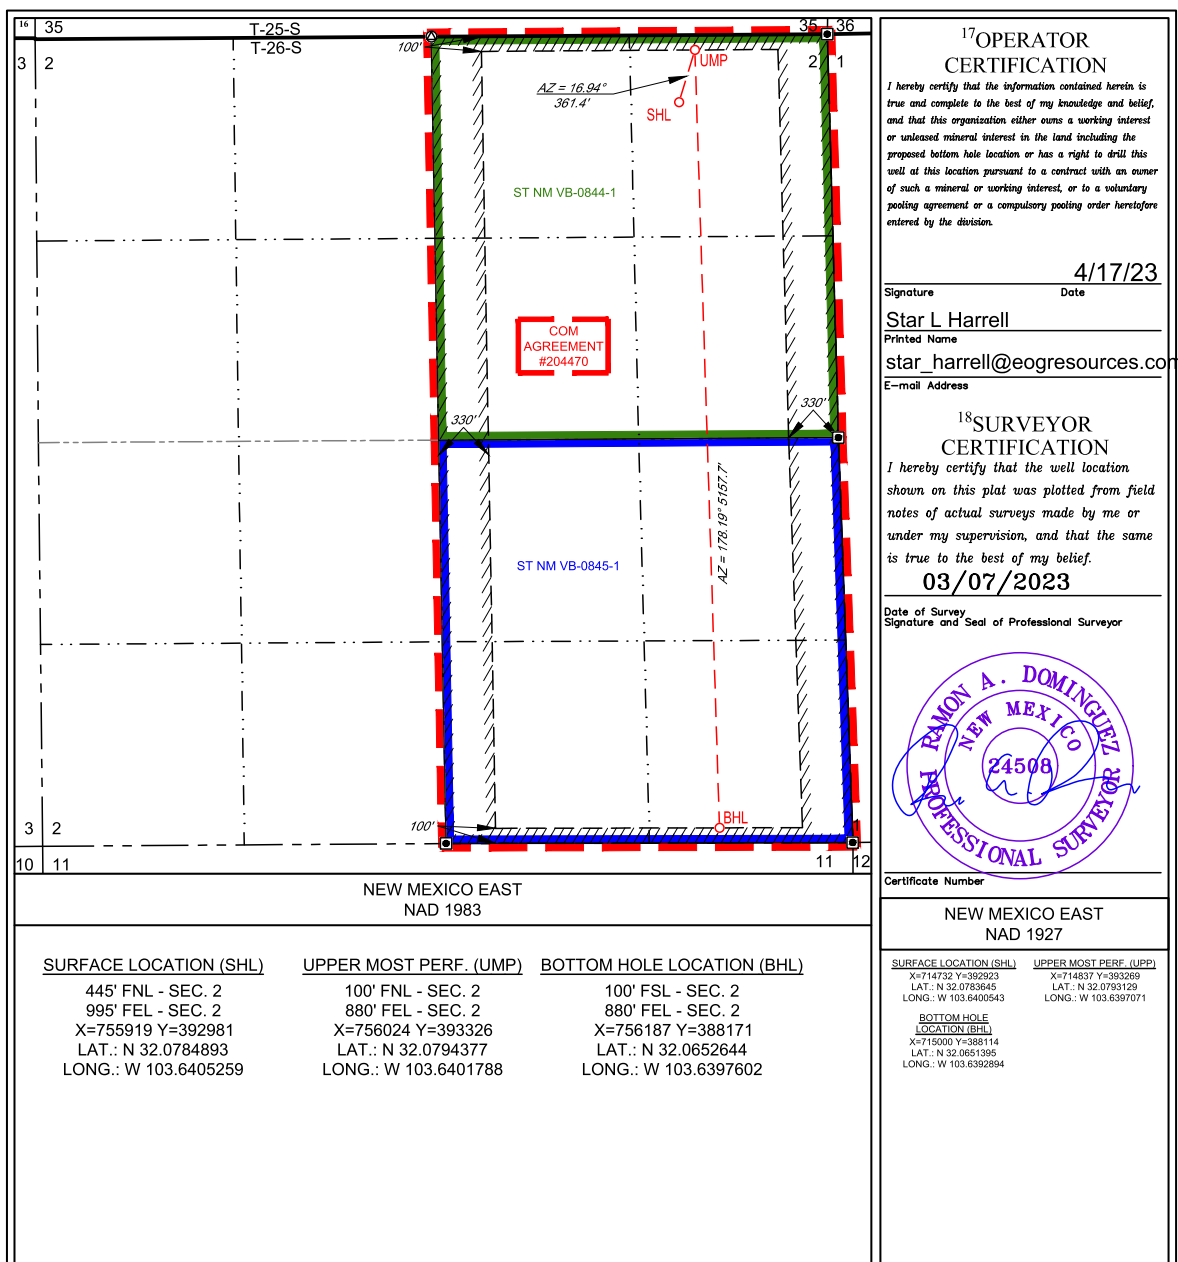 16
35
T-25-S
35
36
3
2
T-26-S
100'
2
1
UMP
AZ = 16.94°
361.4'
SHL
ST NM VB-0844-1
COM
AGREEMENT
#204470
330'
330'
AZ = 178.19° 5157.7'
ST NM VB-0845-1
BHL
100'
3
2
1
10
11
11
12
NEW MEXICO EAST
NAD 1983
SURFACE LOCATION (SHL)
445' FNL - SEC. 2
995' FEL - SEC. 2
X=755919 Y=392981
LAT.: N 32.0784893
LONG.: W 103.6405259
UPPER MOST PERF. (UMP)
100' FNL - SEC. 2
880' FEL - SEC. 2
X=756024 Y=393326
LAT.: N 32.0794377
LONG.: W 103.6401788
BOTTOM HOLE LOCATION (BHL)
100' FSL - SEC. 2
880' FEL - SEC. 2
X=756187 Y=388171
LAT.: N 32.0652644
LONG.: W 103.6397602
17OPERATOR
CERTIFICATION
I hereby certify that the information contained herein is
true and complete to the best of my knowledge and belief,
and that this organization either owns a working interest
or unleased mineral interest in the land including the
proposed bottom hole location or has a right to drill this
well at this location pursuant to a contract with an owner
of such a mineral or working interest, or to a voluntary
pooling agreement or a compulsory pooling order heretofore
entered by the division.
4/17/23
Signature Date
Star L Harrell
Printed Name
star_harrell@eogresources.com
E-mail Address
18SURVEYOR
CERTIFICATION
I hereby certify that the well location
shown on this plat was plotted from field
notes of actual surveys made by me or
under my supervision, and that the same
is true to the best of my belief.
03/07/2023
Date of Survey
Signature and Seal of Professional Surveyor
RAMON A. DOMINGUEZ
NEW MEXICO
24508
PROFESSIONAL SURVEYOR
Certificate Number
NEW MEXICO EAST
NAD 1927
SURFACE LOCATION (SHL)
X=714732 Y=392923
LAT.: N 32.0783645
LONG.: W 103.6400543
UPPER MOST PERF. (UPP)
X=714837 Y=393269
LAT.: N 32.0793129
LONG.: W 103.6397071
BOTTOM HOLE
LOCATION (BHL)
X=715000 Y=388114
LAT.: N 32.0651395
LONG.: W 103.6392894